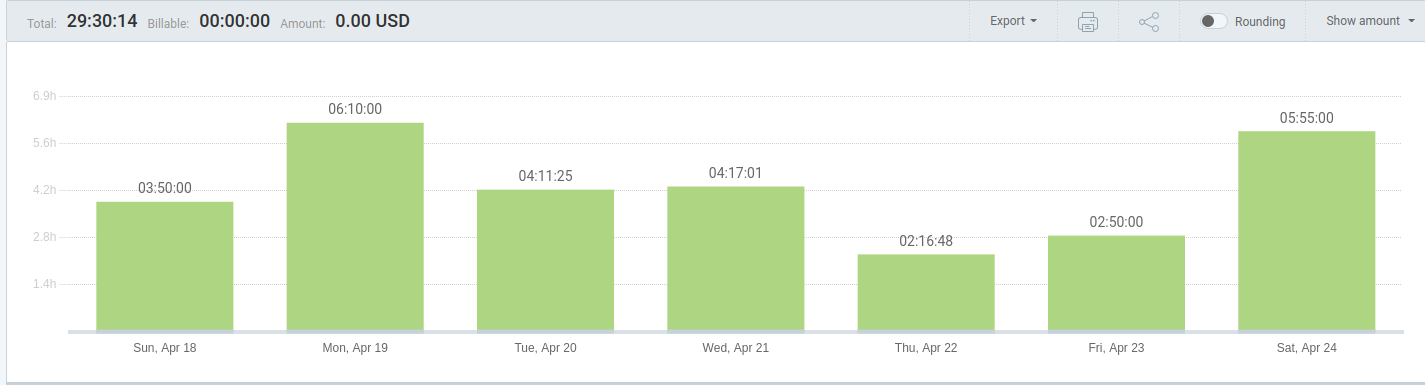 Total: 29:30:14 Billable: 00:00:00 Amount: 0.00 USD Export Rounding Show amount
6.9h
5.6h
4.2h
2.8h
1.4h
03:50:00
06:10:00
04:11:25
04:17:01
02:16:48
02:50:00
05:55:00
Sun, Apr 18 Mon, Apr 19 Tue, Apr 20 Wed, Apr 21 Thu, Apr 22 Fri, Apr 23 Sat, Apr 24